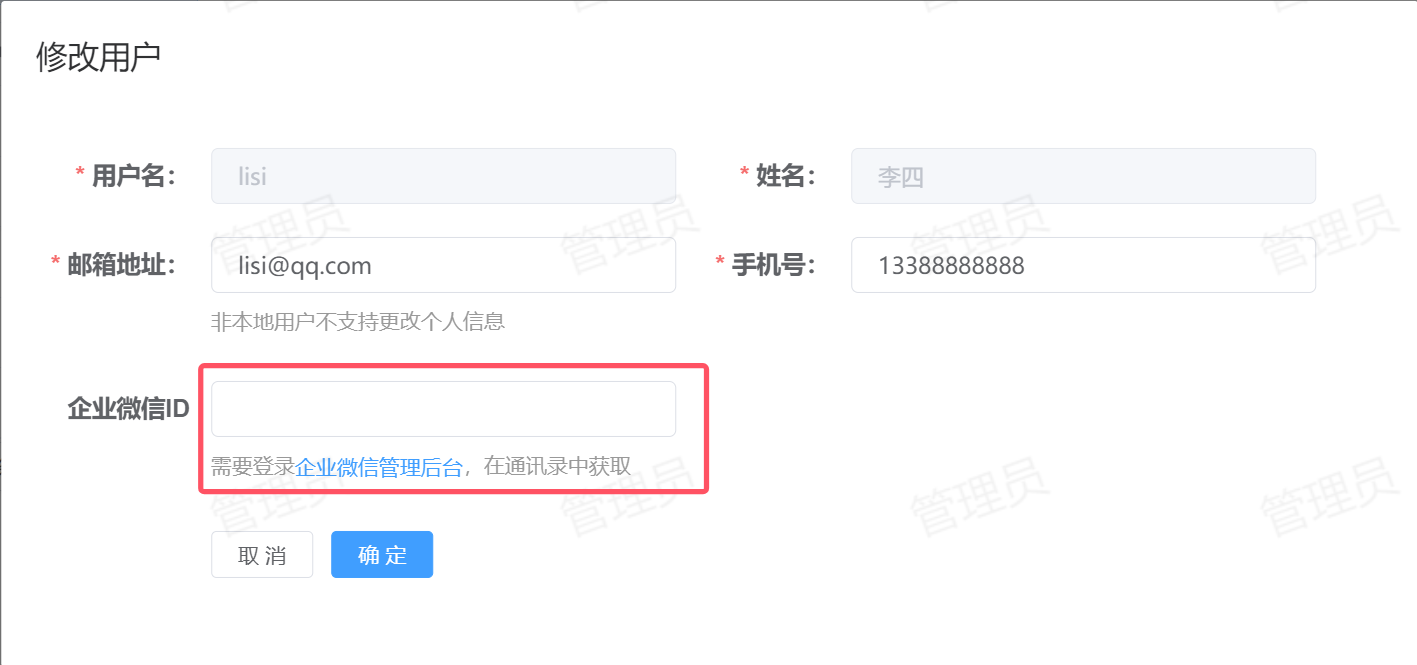 修改用户
* 用户名： lisi * 姓名： 李四
* 邮箱地址： lisi@qq.com * 手机号： 13388888888
非本地用户不支持更改个人信息
企业微信ID
需要登录企业微信管理后台，在通讯录中获取
取 消 确 定
管理员 管理员 管理员 管理员
管理员 管理员 管理员 管理员